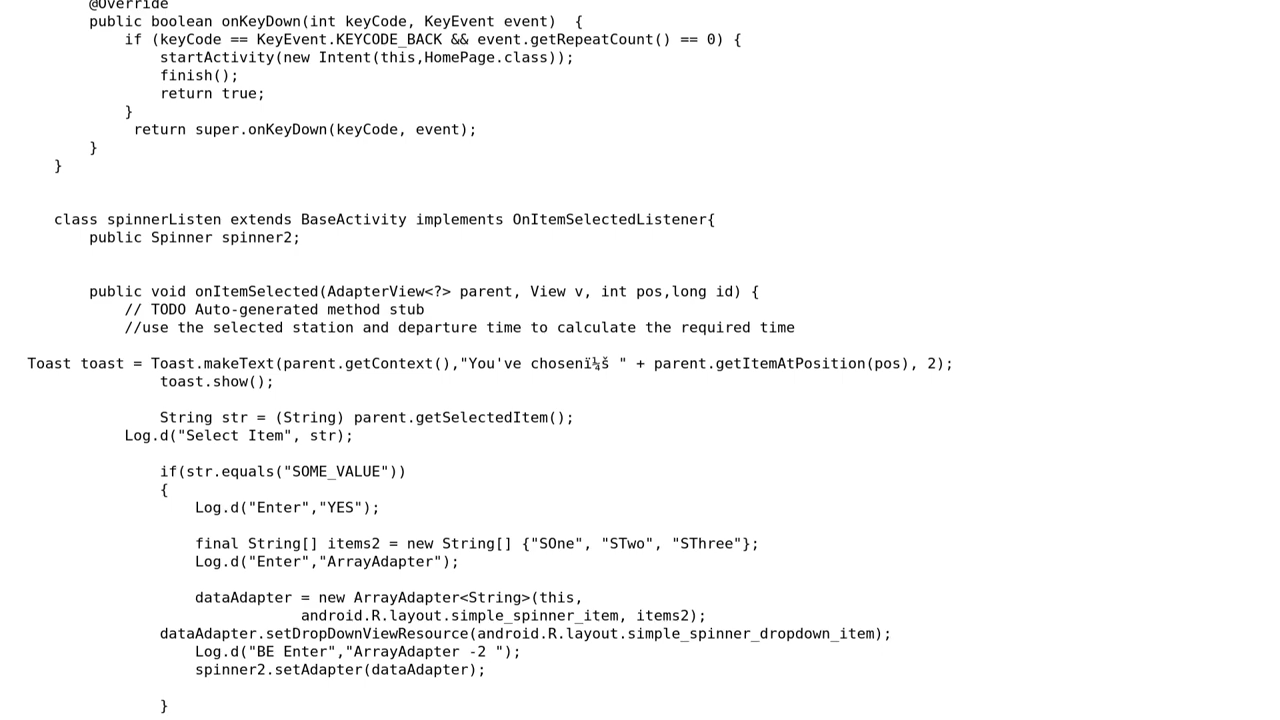 @Override
public boolean onKeyDown(int keyCode, KeyEvent event)  {
if (keyCode == KeyEvent.KEYCODE_BACK && event.getRepeatCount() == 0) {
startActivity(new Intent(this,HomePage.class));
finish();
return true;
}
return super.onKeyDown(keyCode, event);
}
}
class spinnerListen extends BaseActivity implements OnItemSelectedListener{
public Spinner spinner2;
public void onItemSelected(AdapterView<?> parent, View v, int pos,long id) {
// TODO Auto-generated method stub
//use the selected station and departure time to calculate the required time
Toast toast = Toast.makeText(parent.getContext(),"You've chosenï¼š " + parent.getItemAtPosition(pos), 2);
toast.show();
String str = (String) parent.getSelectedItem();
Log.d("Select Item", str);
if(str.equals("SOME_VALUE"))
{
Log.d("Enter","YES");
final String[] items2 = new String[] {"SOne", "STwo", "SThree"};
Log.d("Enter","ArrayAdapter");
dataAdapter = new ArrayAdapter<String>(this,
android.R.layout.simple_spinner_item, items2);
dataAdapter.setDropDownViewResource(android.R.layout.simple_spinner_dropdown_item);
Log.d("BE Enter","ArrayAdapter -2 ");
spinner2.setAdapter(dataAdapter);
}